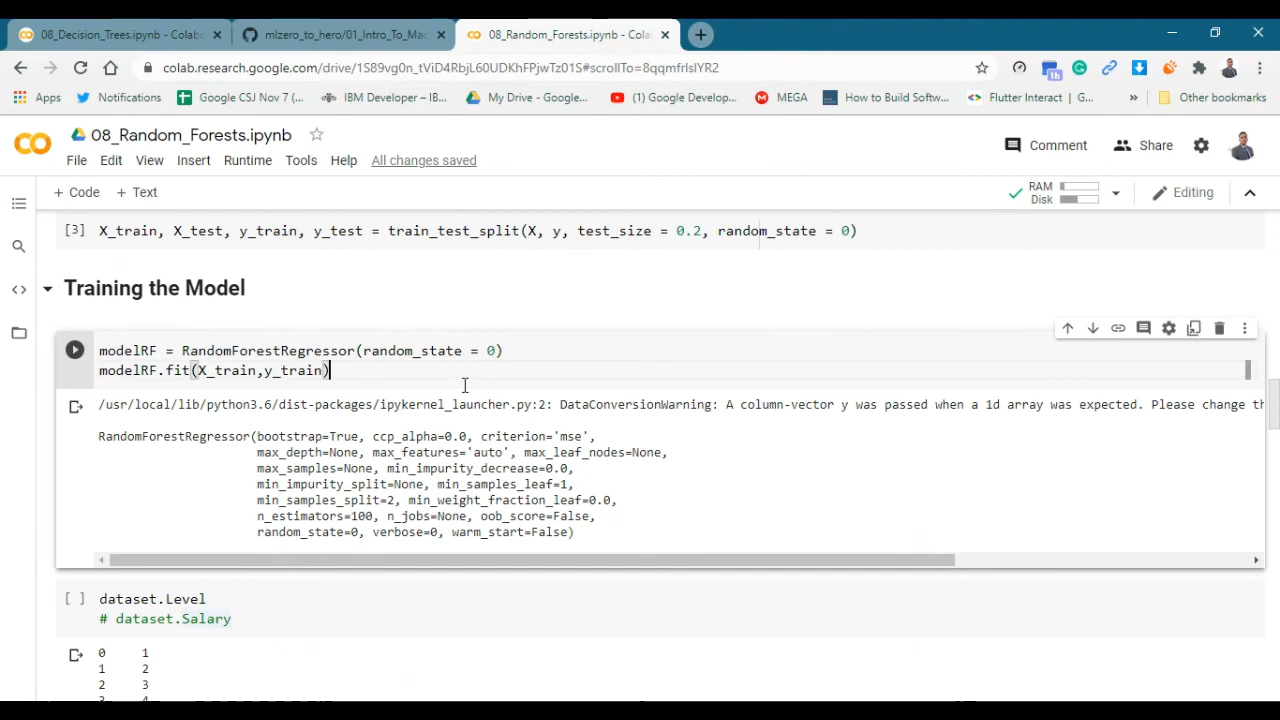 08_Decision_Trees.ipynb - Colab
mlzero_to_hero/01_Intro_To_Mac
08_Random_Forests.ipynb - Cola
colab.research.google.com/drive/1S89vg0n_tViD4RbjL60UDKhFPjwTz01S#scrollTo=8qqmfrlslYR2
1h
Apps
Notifications
Google CSJ Nov 7 (...
IBM Developer – IB...
My Drive - Google...
(1) Google Develop...
MEGA
How to Build Softw...
Flutter Interact | G...
Other bookmarks
08_Random_Forests.ipynb
Comment
Share
File Edit View Insert Runtime Tools Help All changes saved
+ Code + Text
RAM
Disk
Editing
[3] X_train, X_test, y_train, y_test = train_test_split(X, y, test_size = 0.2, random_state = 0)
Training the Model
modelRF = RandomForestRegressor(random_state = 0)
modelRF.fit(X_train,y_train)
/usr/local/lib/python3.6/dist-packages/ipykernel_launcher.py:2: DataConversionWarning: A column-vector y was passed when a 1d array was expected. Please change th
RandomForestRegressor(bootstrap=True, ccp_alpha=0.0, criterion='mse',
max_depth=None, max_features='auto', max_leaf_nodes=None,
max_samples=None, min_impurity_decrease=0.0,
min_impurity_split=None, min_samples_leaf=1,
min_samples_split=2, min_weight_fraction_leaf=0.0,
n_estimators=100, n_jobs=None, oob_score=False,
random_state=0, verbose=0, warm_start=False)
[ ] dataset.Level
# dataset.Salary
0 1
1 2
2 3
3 4